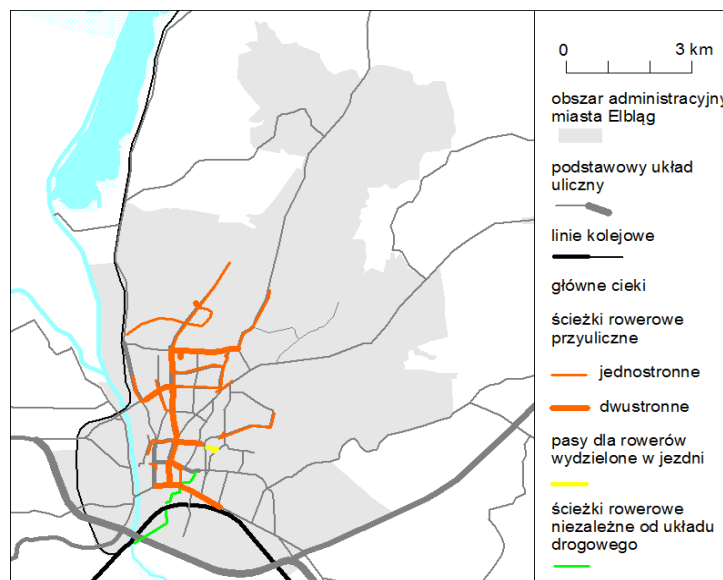 0 3 km
obszar administracyjny
miasta Elbląg
podstawowy układ
uliczny
linie kolejowe
główne cieki
ścieżki rowerowe
przyuliczne
jednostronne
dwustronne
pasy dla rowerów
wydzielone w jezdni
ścieżki rowerowe
niezależne od układu
drogowego